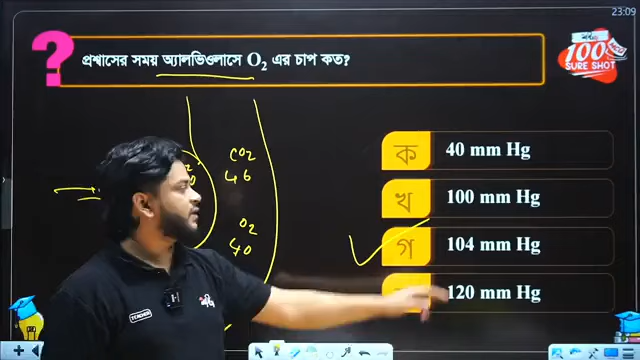 23:09
প্রশ্বাসের সময় অ্যালভিওলাসে O₂ এর চাপ কত?
100
SURE SHOT
ক 40 mm Hg
খ 100 mm Hg
গ 104 mm Hg
120 mm Hg
CO₂
46
O₂
40
TEACHER